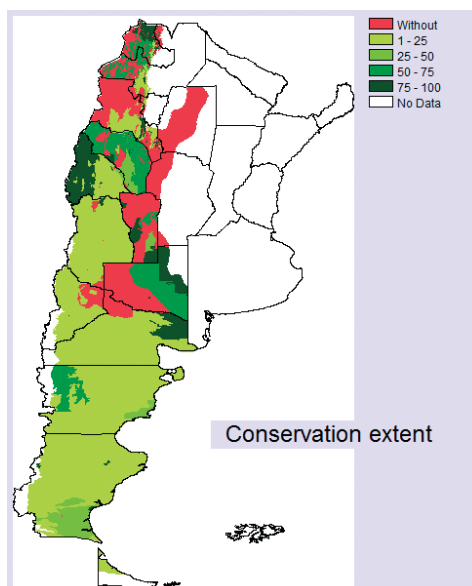 Without
1 - 25
25 - 50
50 - 75
75 - 100
No Data
Conservation extent